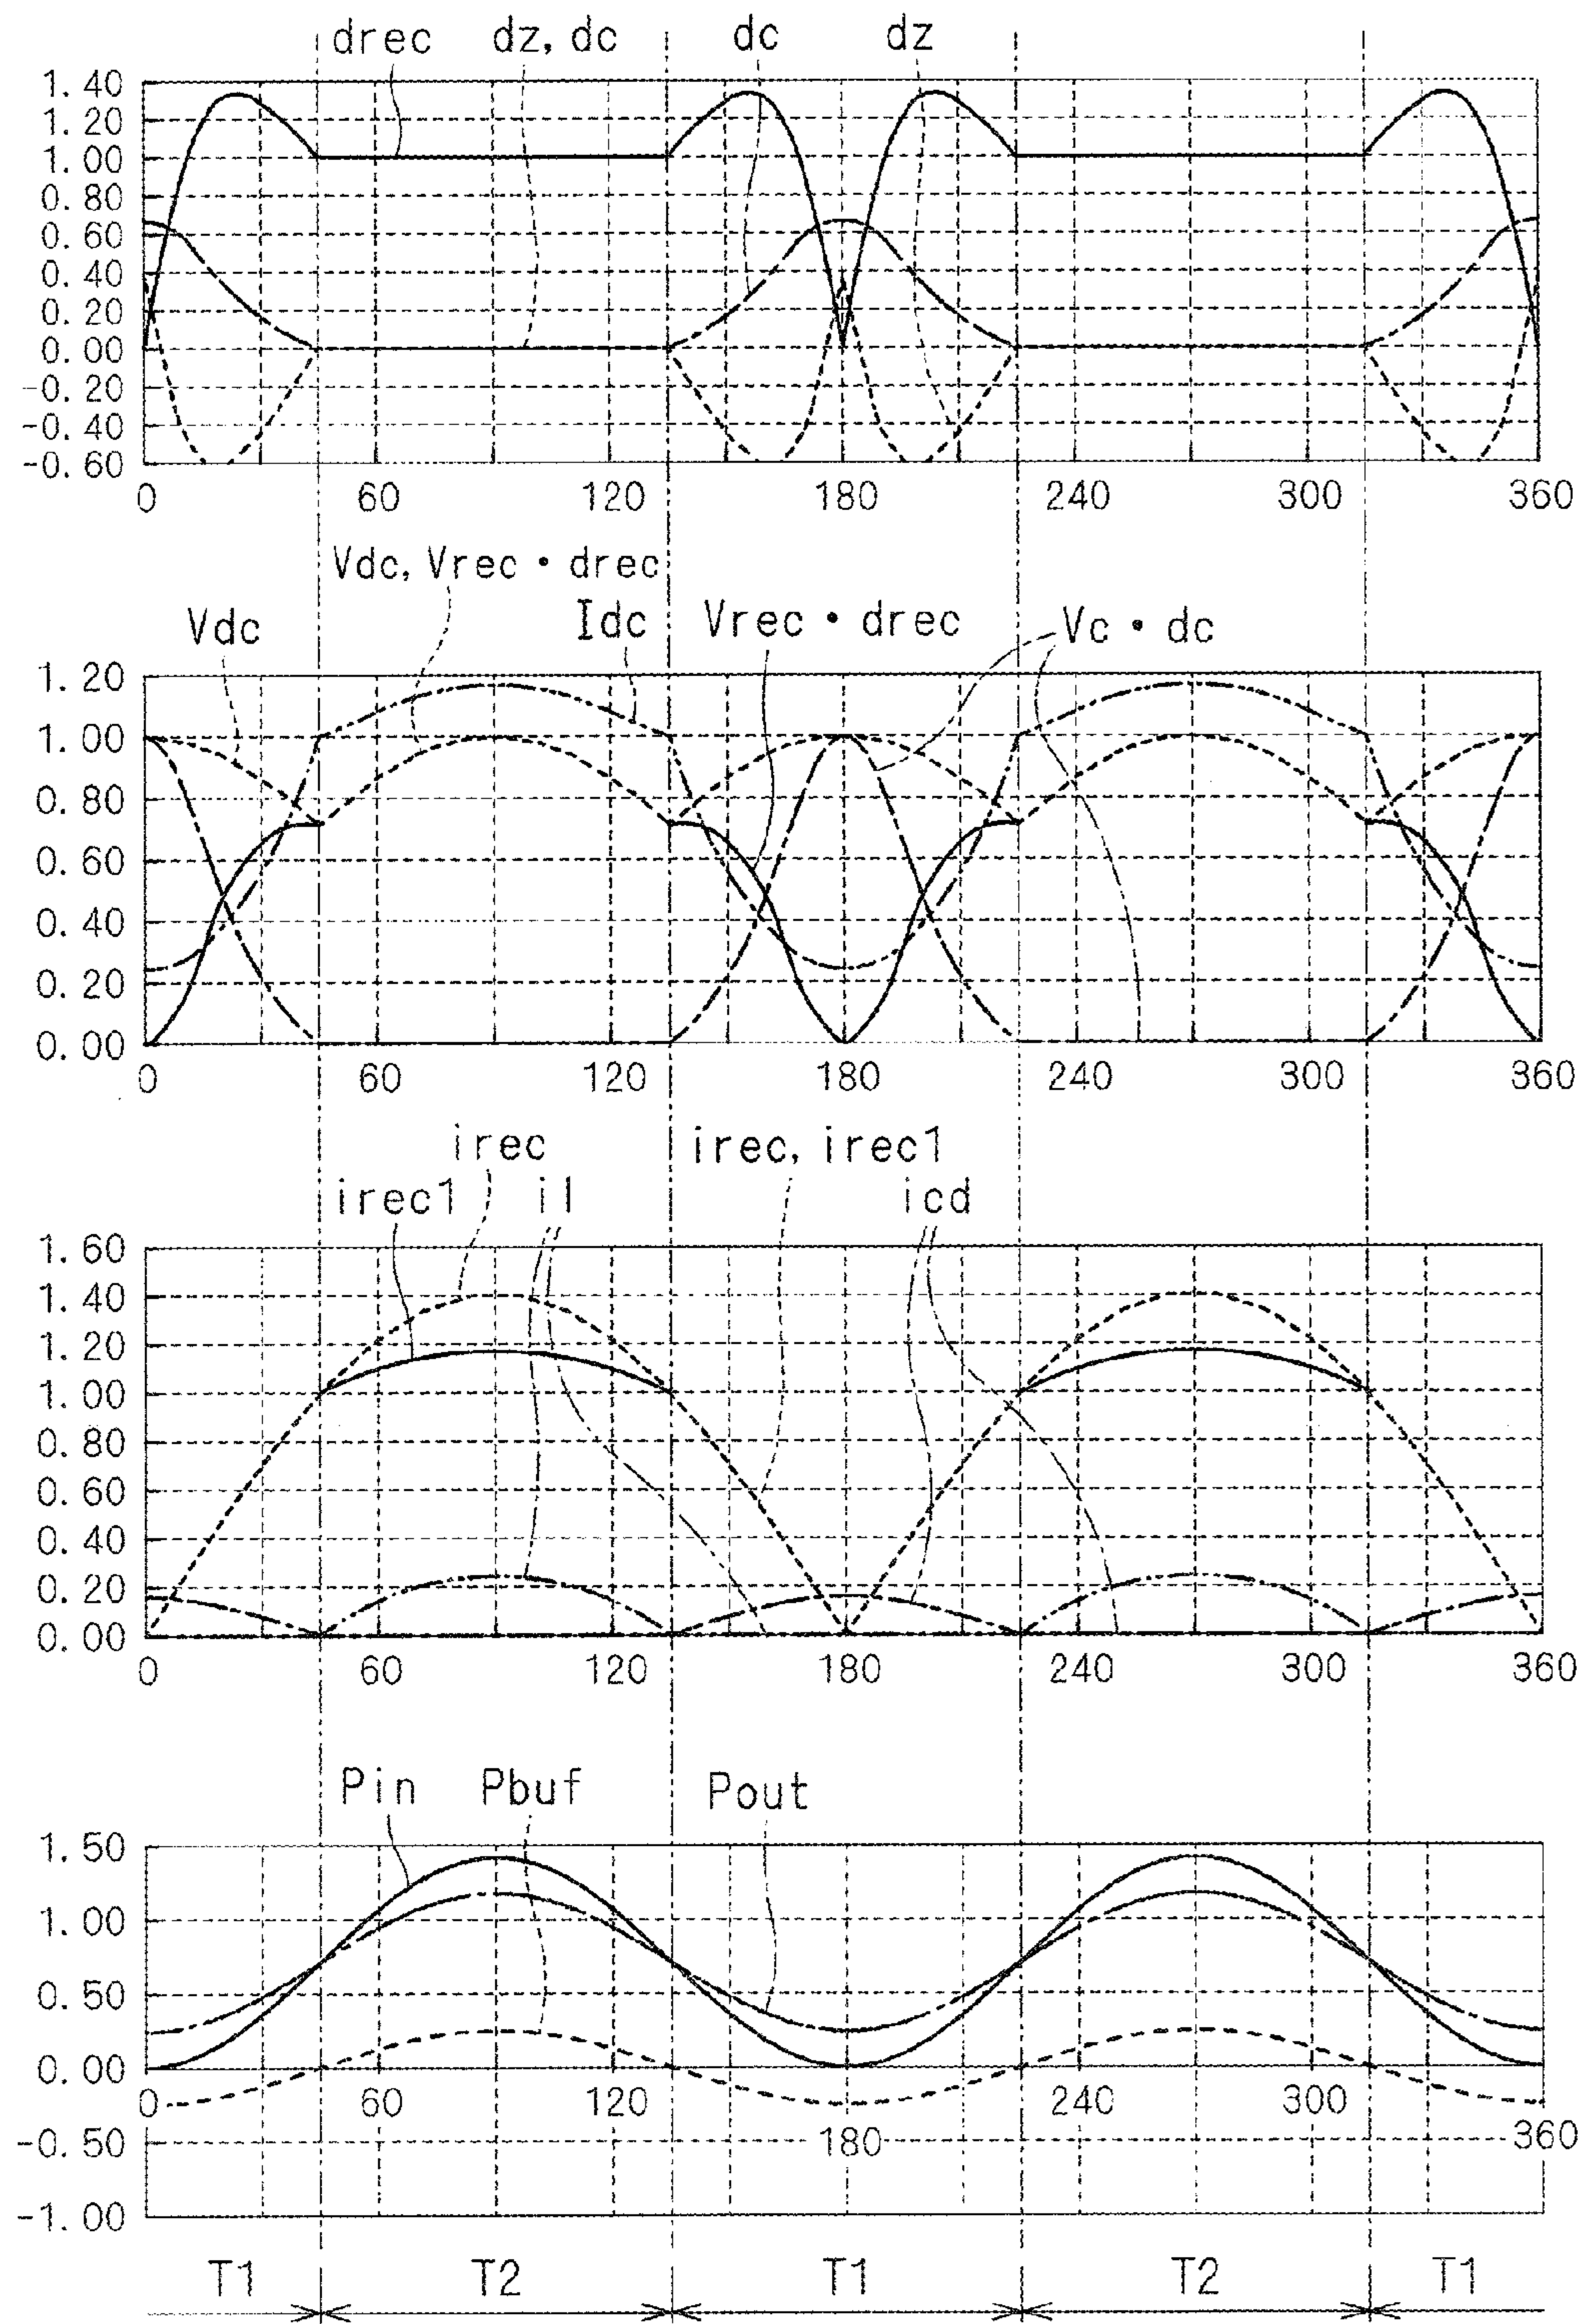 drec dz, dc dc dz
1.40
1.20
1.00
0.80
0.60
0.40
0.20
0.00
-0.20
-0.40
-0.60
0 60 120 180 240 300 360
Vdc, Vrec・drec
Vdc Idc Vrec・drec Vc・dc
1.20
1.00
0.80
0.60
0.40
0.20
0.00
0 60 120 180 240 300 360
irec irec, irec1
irec1 il icd
1.60
1.40
1.20
1.00
0.80
0.60
0.40
0.20
0.00
0 60 120 180 240 300 360
Pin Pbuf Pout
1.50
1.00
0.50
0.00
0 60 120 240 300
-0.50 180 360
-1.00
T1 T2 T1 T2 T1